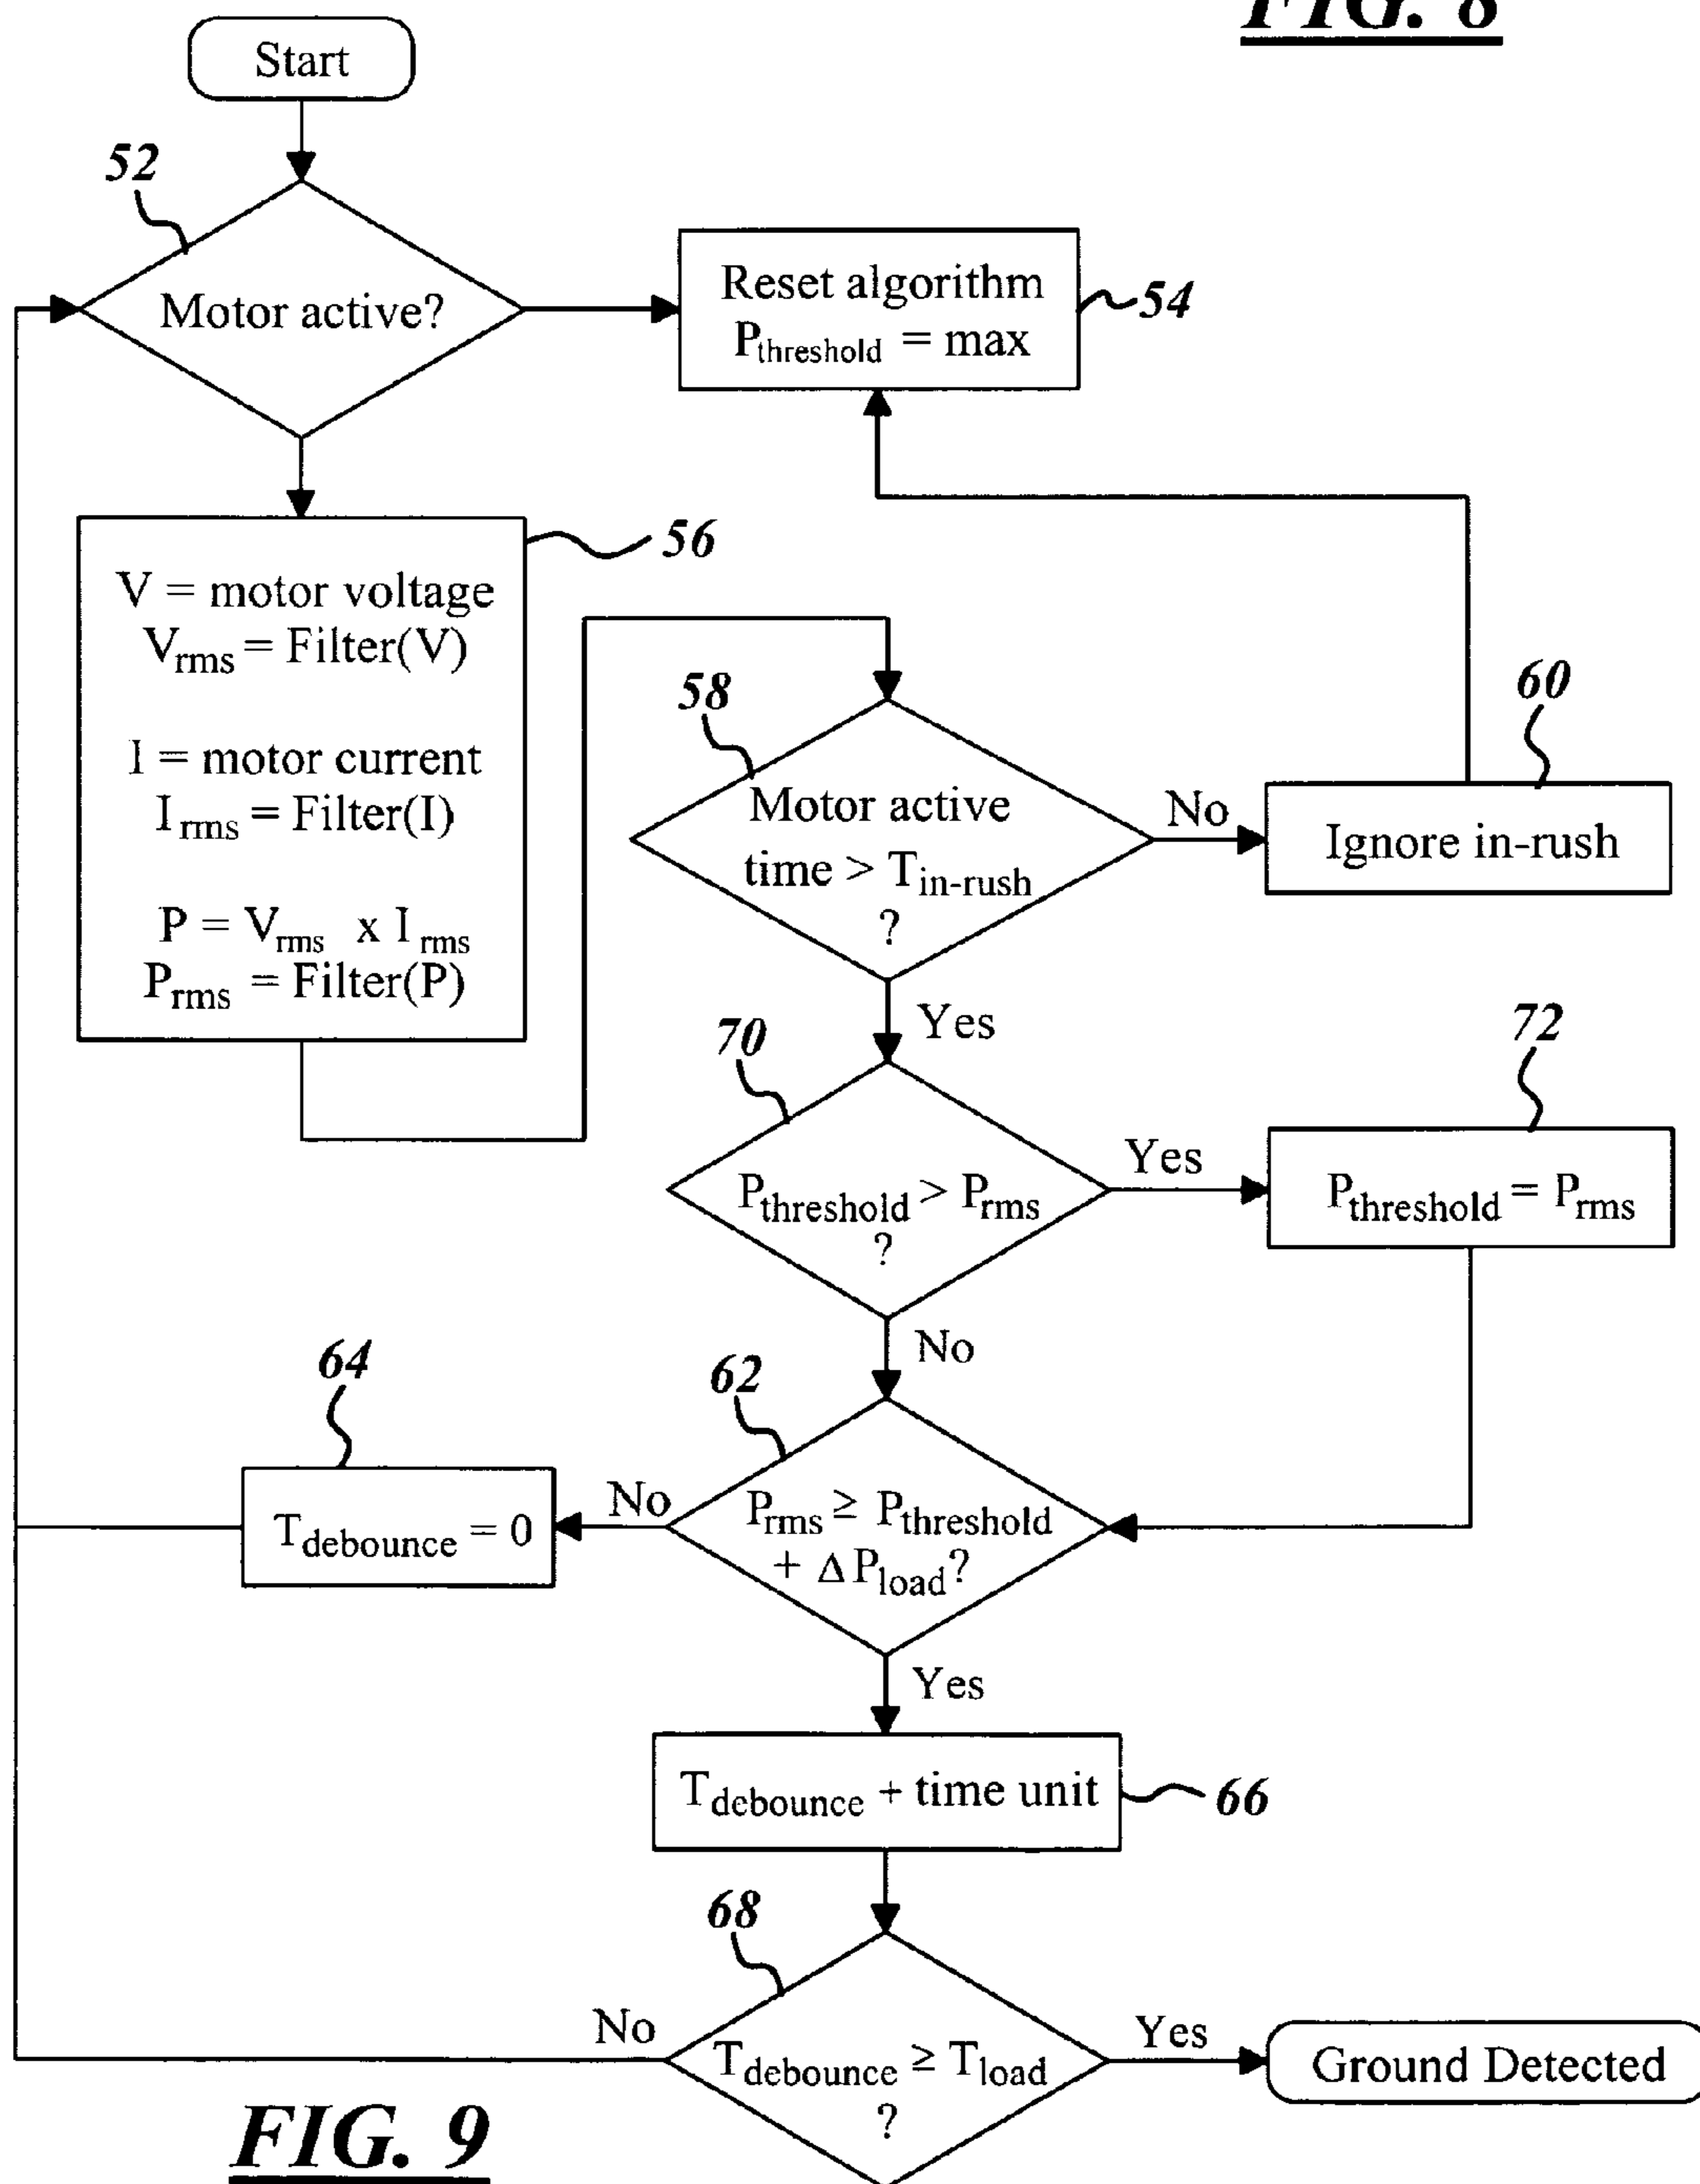 FIG. 8
Start
52
Motor active?
Reset algorithm
Pthreshold = max
54
56
V = motor voltage
Vrms = Filter(V)
I = motor current
Irms = Filter(I)
P = Vrms x Irms
Prms = Filter(P)
58
Motor active
time > Tin-rush
?
No
60
Ignore in-rush
Yes
70
Pthreshold > Prms
?
Yes
72
Pthreshold = Prms
No
62
Prms ≥ Pthreshold
+ ΔPload?
No
64
Tdebounce = 0
Yes
Tdebounce + time unit
66
68
Tdebounce ≥ Tload
?
No
Yes
Ground Detected
FIG. 9